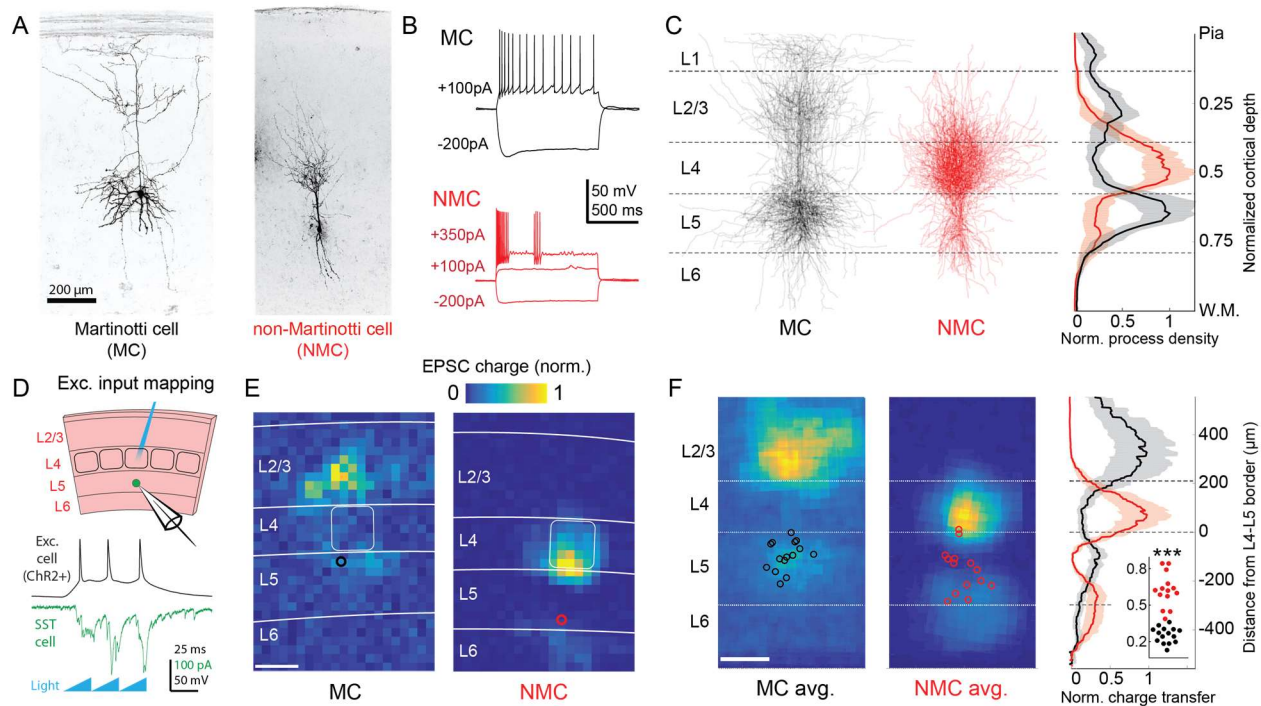 A
Martinotti cell
(MC)
200 µm
non-Martinotti cell
(NMC)
B
MC
+100pA
-200pA
NMC
+350pA
+100pA
-200pA
50 mV
500 ms
C
L1
L2/3
L4
L5
L6
MC
NMC
Pia
0.25
0.5
0.75
W.M.
Normalized cortical depth
0
0.5
1
Norm. process density
D
Exc. input mapping
L2/3
L4
L5
L6
Exc.
cell
(ChR2+)
SST
cell
Light
25 ms
100 pA
50 mV
E
EPSC charge (norm.)
0
1
L2/3
L4
L5
L6
MC
L2/3
L4
L5
L6
NMC
F
L2/3
L4
L5
L6
MC avg.
NMC avg.
400
200
0
-200
-400
Distance from L4-L5 border (µm)
***
0.8
0.5
0.2
0
0.5
1
Norm. charge transfer